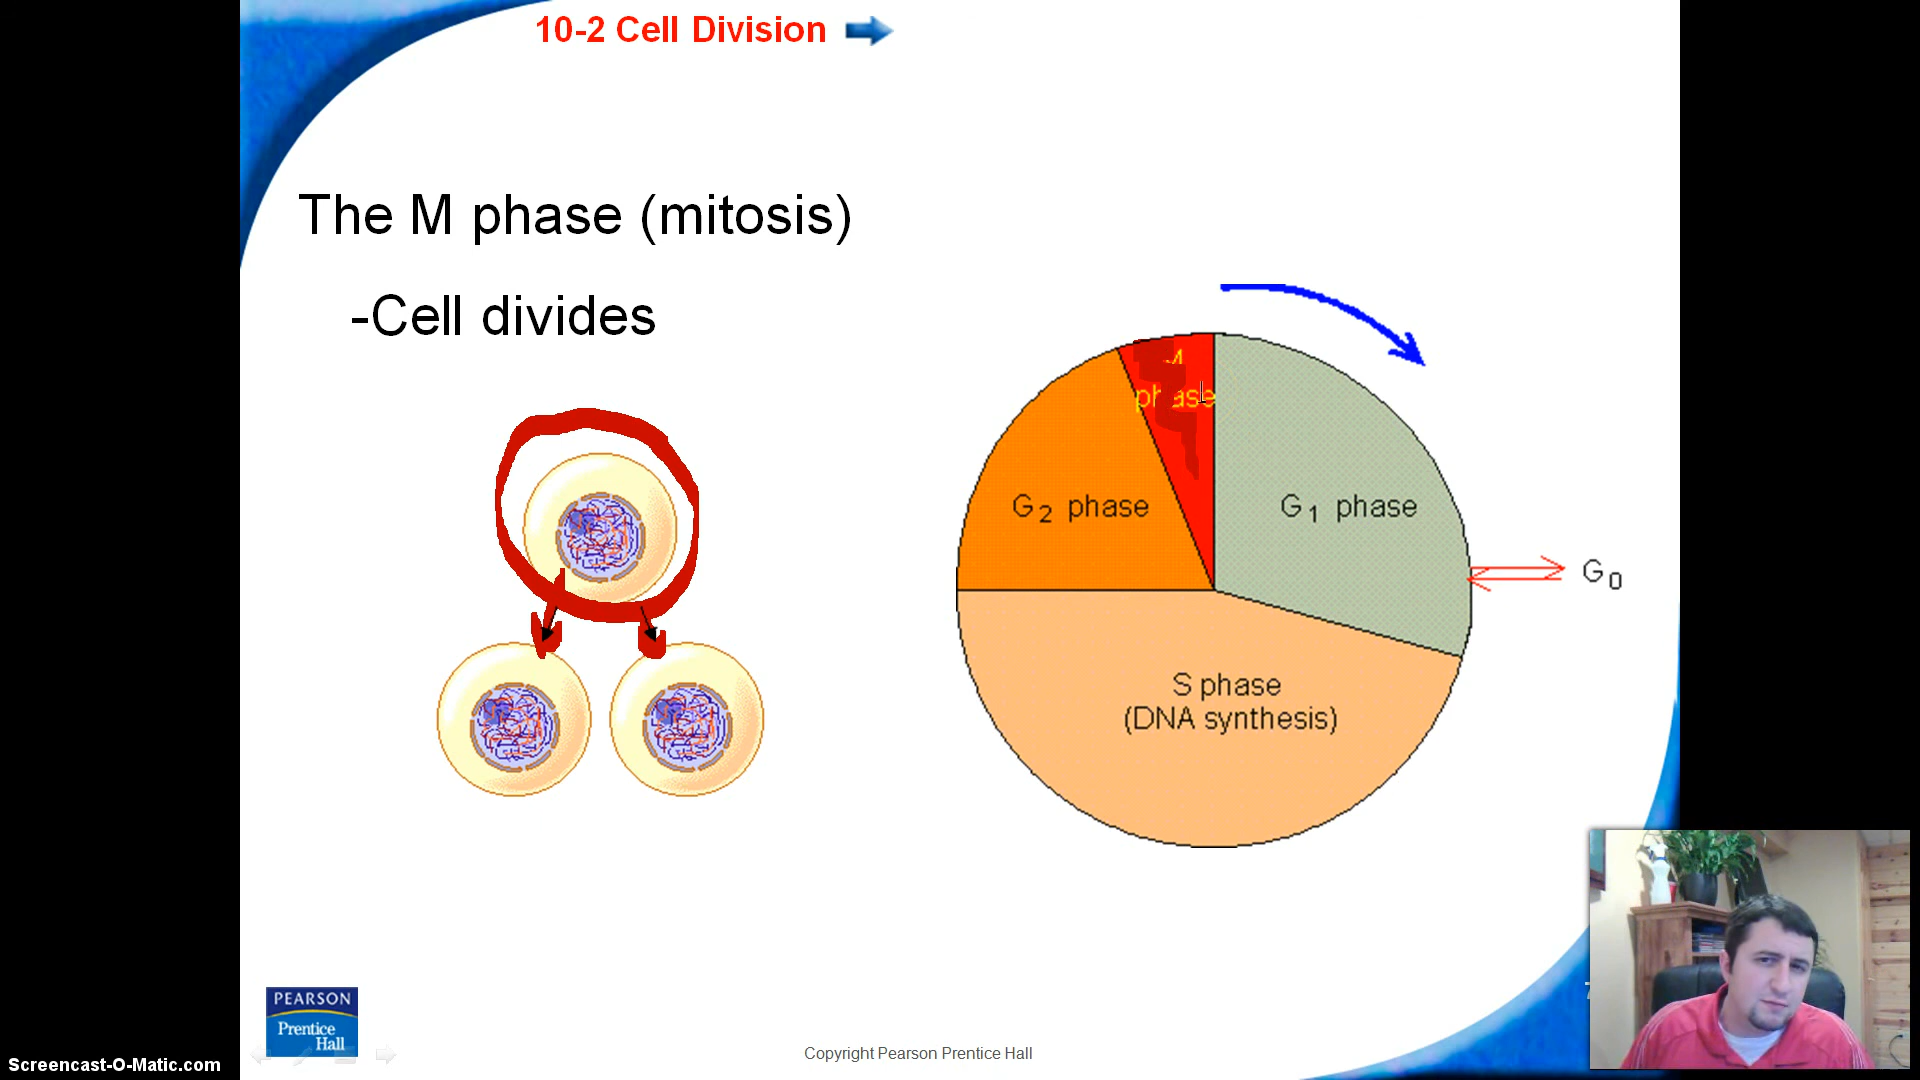 10-2 Cell Division
The M phase (mitosis)
-Cell divides
M
phase
G2 phase
G1 phase
G0
S phase
(DNA synthesis)
PEARSON
Prentice
Hall
Copyright Pearson Prentice Hall
Screencast-O-Matic.com